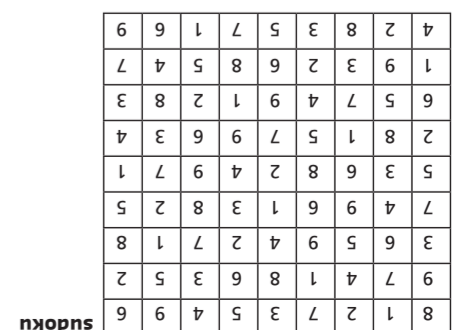 sudoku
8 1 2 7 3 5 4 9 6
9 7 4 1 8 6 3 5 2
3 6 5 9 4 2 7 1 8
7 4 9 6 1 3 8 2 5
5 3 6 8 2 4 9 7 1
2 8 1 5 7 9 6 3 4
6 5 7 4 9 1 2 8 3
1 9 3 2 6 8 5 4 7
4 2 8 3 5 7 1 6 9